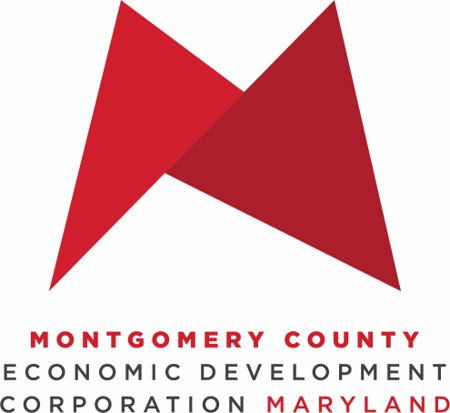 MONTGOMERY COUNTY
ECONOMIC DEVELOPMENT
CORPORATION MARYLAND